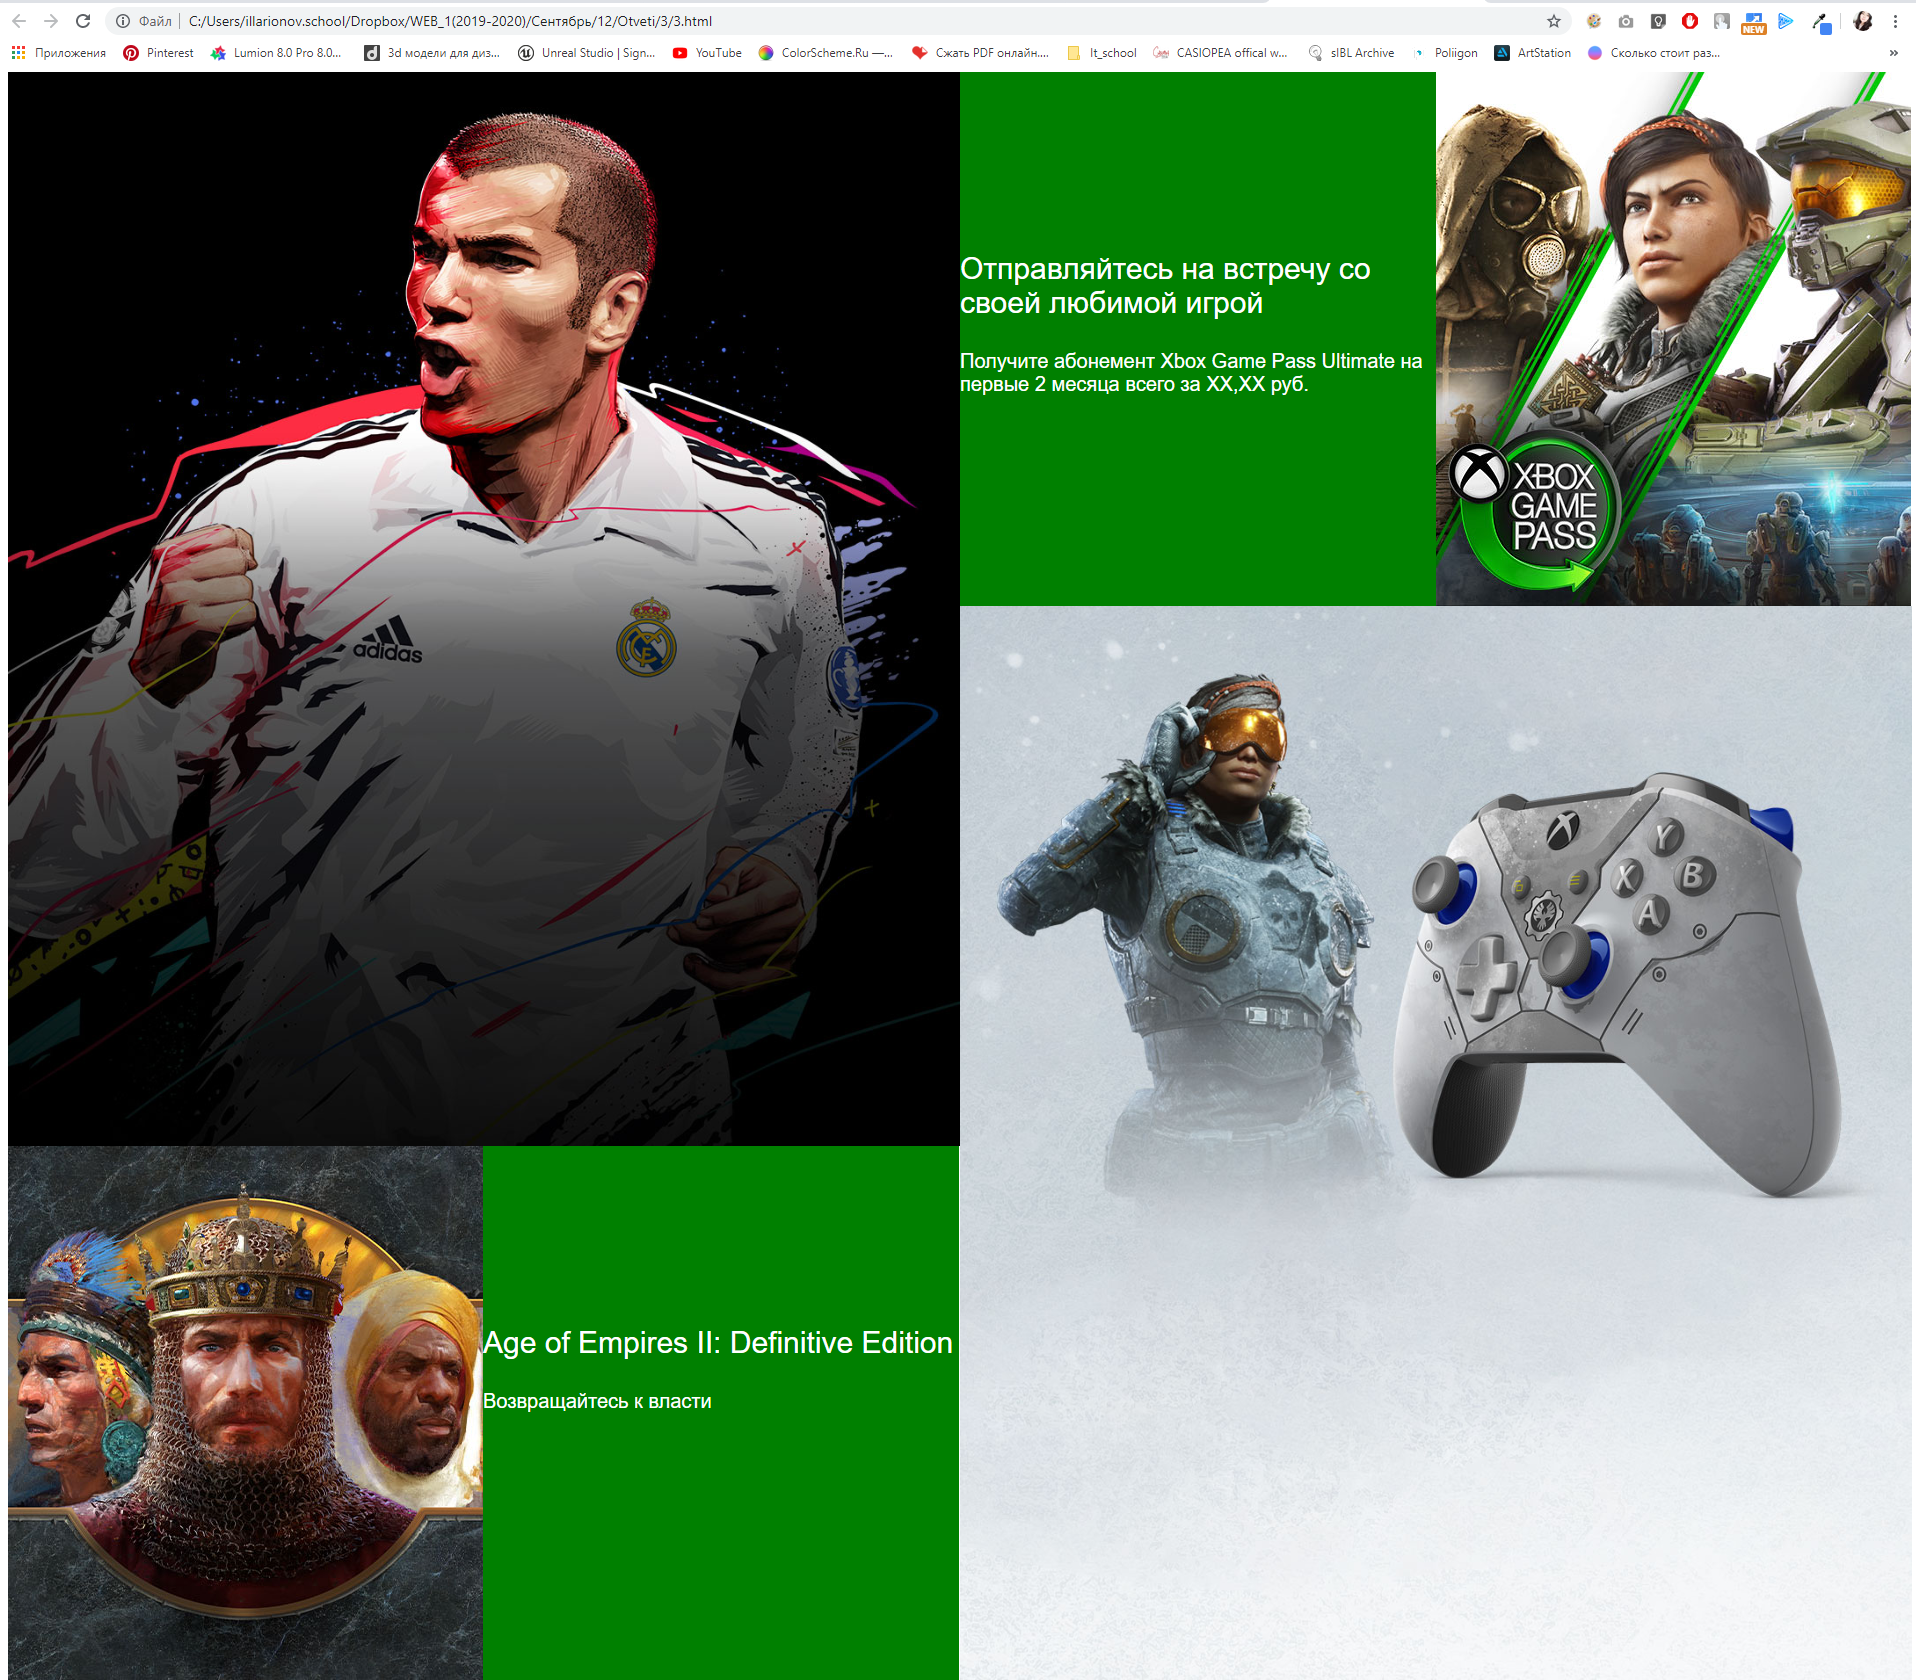 Файл
C:/Users/illarionov.school/Dropbox/WEB_1(2019-2020)/Сентябрь/12/Otveti/3/3.html
NEW
Приложения
Pinterest
Lumion 8.0 Pro 8.0...
3d модели для диз...
Unreal Studio | Sign...
YouTube
ColorScheme.Ru —...
Сжать PDF онлайн....
It_school
CASIOPEA offical w...
sIBL Archive
Poliigon
ArtStation
Сколько стоит раз...
»
adidas
Отправляйтесь на встречу со
своей любимой игрой
Получите абонемент Xbox Game Pass Ultimate на
первые 2 месяца всего за XX,XX руб.
XBOX
GAME
PASS
Y
X
B
A
Age of Empires II: Definitive Edition
Возвращайтесь к власти